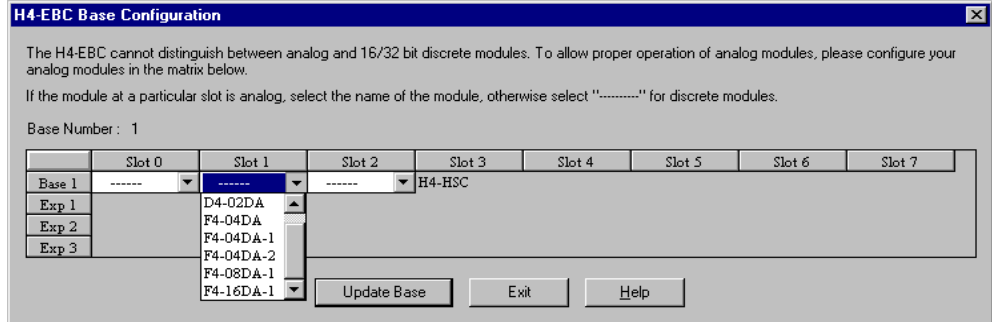 H4-EBC Base Configuration
The H4-EBC cannot distinguish between analog and 16/32 bit discrete modules. To allow proper operation of analog modules, please configure your
analog modules in the matrix below.
If the module at a particular slot is analog, select the name of the module, otherwise select "----------" for discrete modules.
Base Number : 1
Slot 0 Slot 1 Slot 2 Slot 3 Slot 4 Slot 5 Slot 6 Slot 7
Base 1 ------ ------ ------ H4-HSC
Exp 1
Exp 2
Exp 3
D4-02DA
F4-04DA
F4-04DA-1
F4-04DA-2
F4-08DA-1
F4-16DA-1
Update Base Exit Help